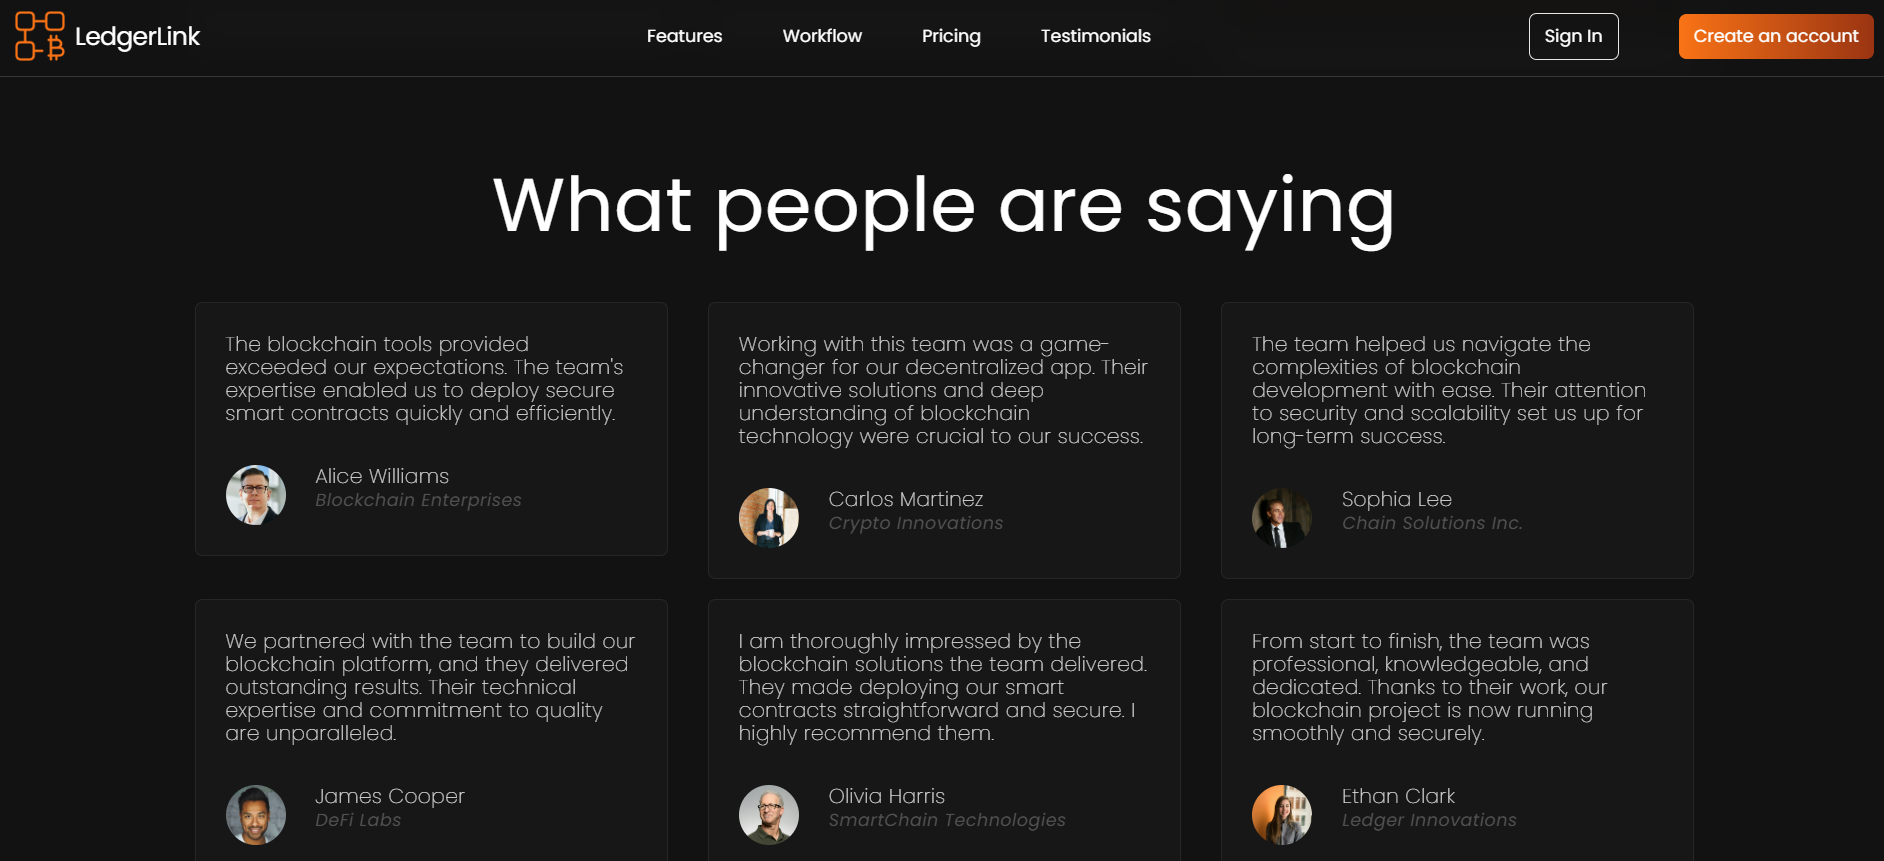 LedgerLink
Features
Workflow
Pricing
Testimonials
Sign In
Create an account
What people are saying
The blockchain tools provided
exceeded our expectations. The team's
expertise enabled us to deploy secure
smart contracts quickly and efficiently.
Alice Williams
Blockchain Enterprises
Working with this team was a game-
changer for our decentralized app. Their
innovative solutions and deep
understanding of blockchain
technology were crucial to our success.
Carlos Martinez
Crypto Innovations
The team helped us navigate the
complexities of blockchain
development with ease. Their attention
to security and scalability set us up for
long-term success.
Sophia Lee
Chain Solutions Inc.
We partnered with the team to build our
blockchain platform, and they delivered
outstanding results. Their technical
expertise and commitment to quality
are unparalleled.
James Cooper
DeFi Labs
I am thoroughly impressed by the
blockchain solutions the team delivered.
They made deploying our smart
contracts straightforward and secure. I
highly recommend them.
Olivia Harris
SmartChain Technologies
From start to finish, the team was
professional, knowledgeable, and
dedicated. Thanks to their work, our
blockchain project is now running
smoothly and securely.
Ethan Clark
Ledger Innovations